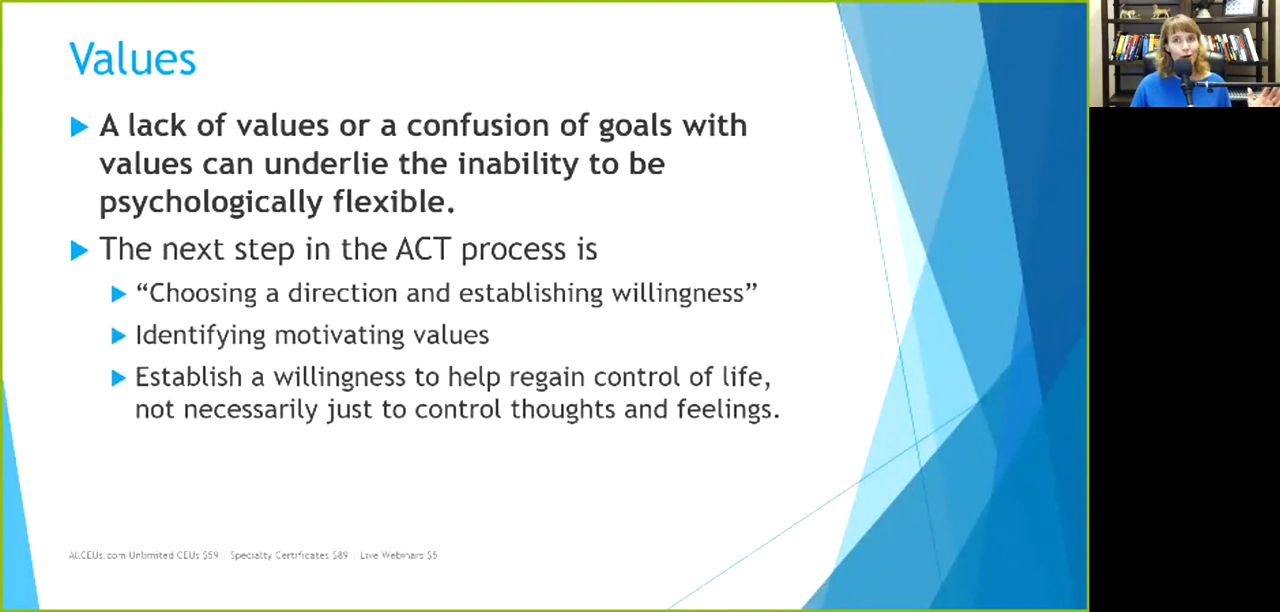 Values
A lack of values or a confusion of goals with
values can underlie the inability to be
psychologically flexible.
The next step in the ACT process is
“Choosing a direction and establishing willingness”
Identifying motivating values
Establish a willingness to help regain control of life,
not necessarily just to control thoughts and feelings.
AllCEUs.com Unlimited CEUs $59 | Specialty Certificates $89 | Live Webinars $5